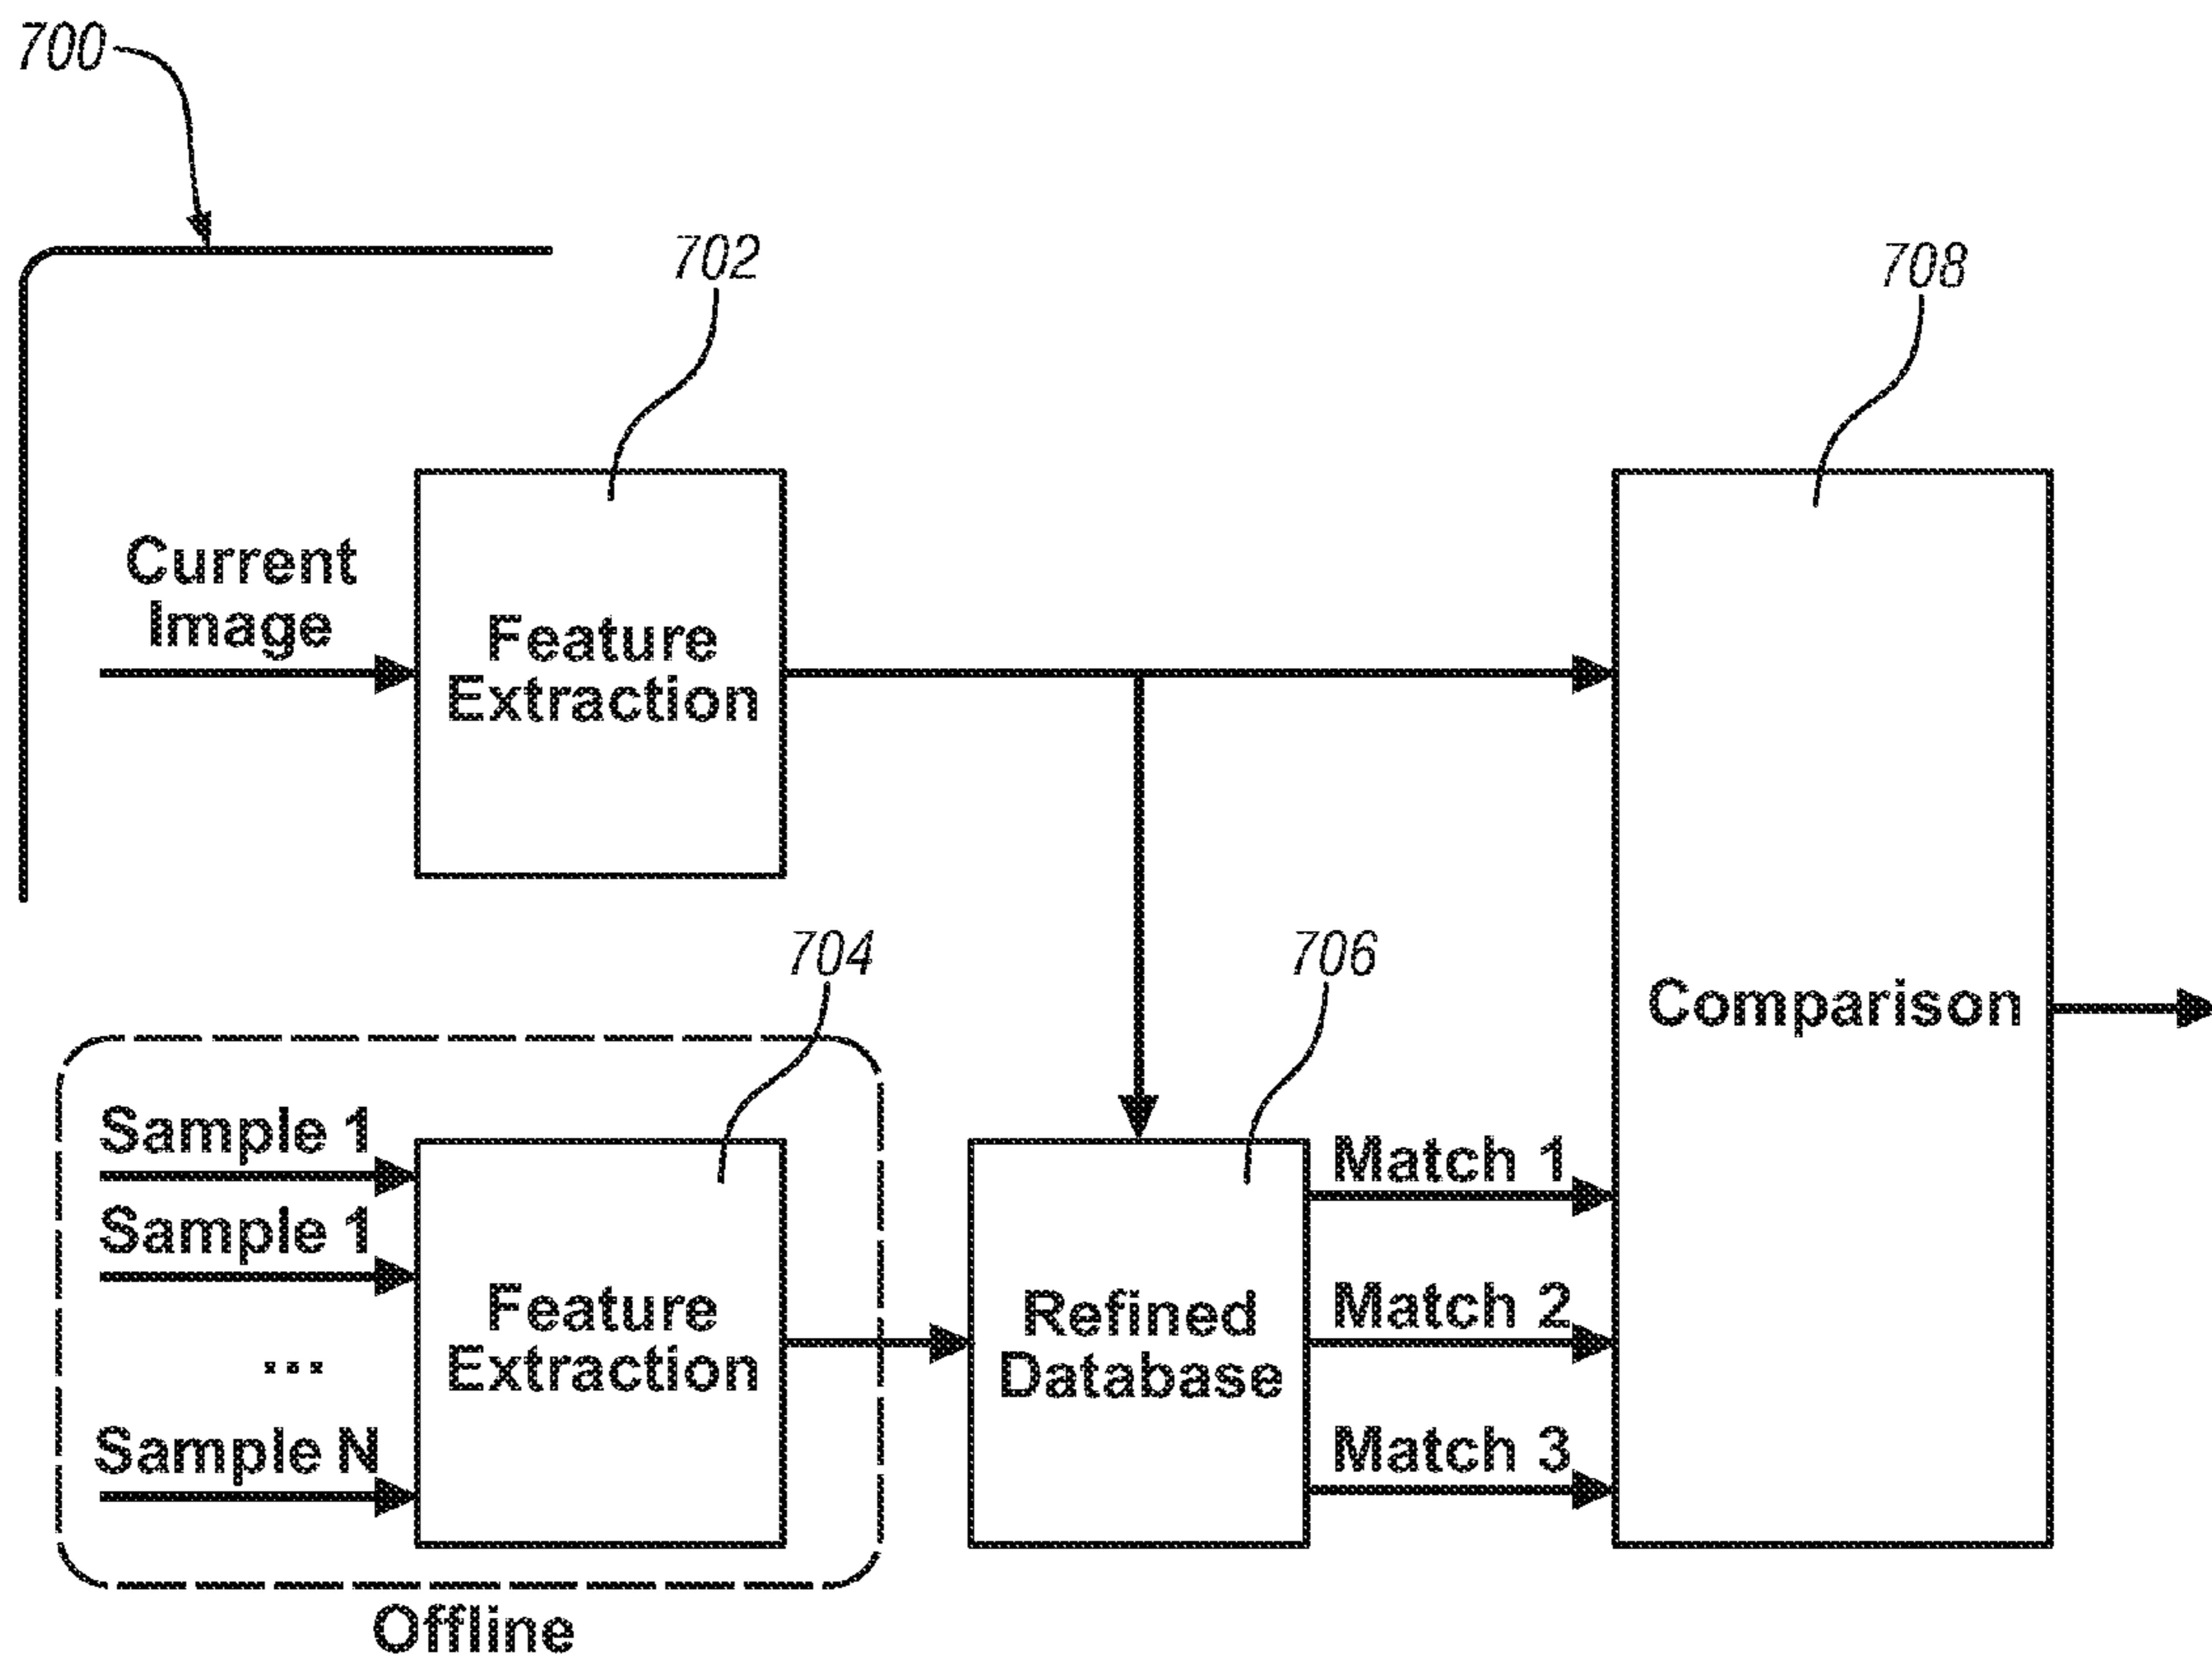 700
702
708
Current
Image
Feature
Extraction
704
706
Comparison
Sample 1
Sample 1
...
Sample N
Feature
Extraction
Refined
Database
Match 1
Match 2
Match 3
Offline